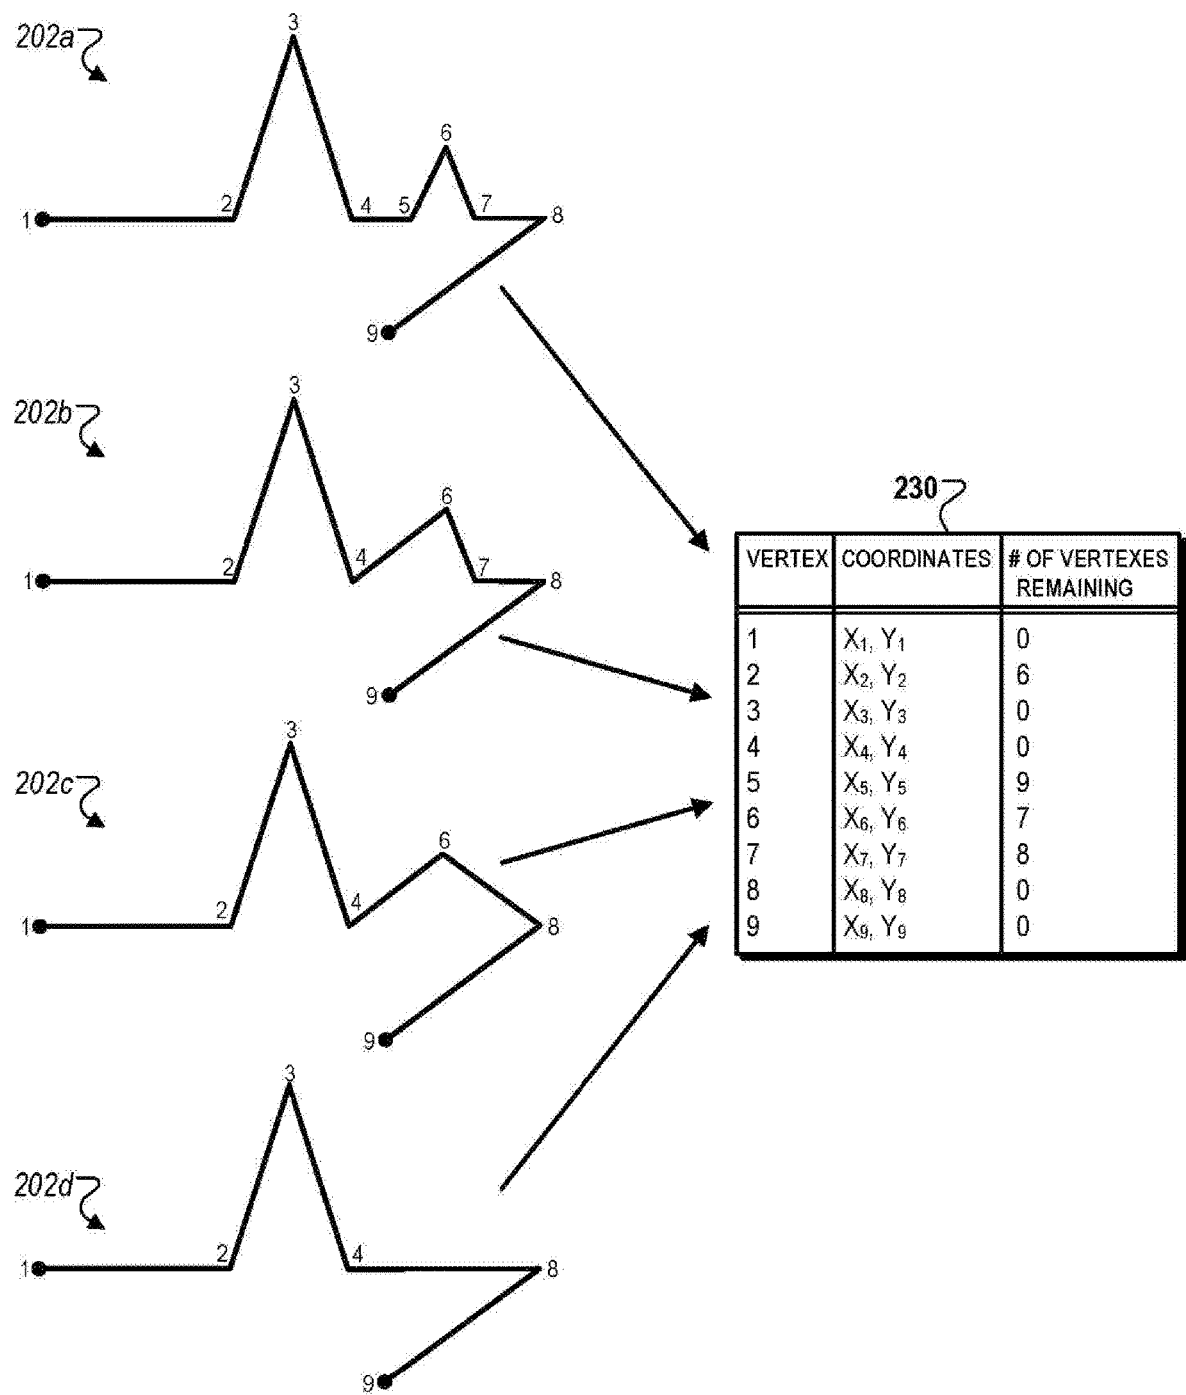 202a
3
6
1
2
4
5
7
8
9
202b
3
6
1
2
4
7
8
9
202c
3
6
1
2
4
8
9
202d
3
1
2
4
8
9
230
VERTEX COORDINATES # OF VERTEXES
REMAINING
1 X1, Y1 0
2 X2, Y2 6
3 X3, Y3 0
4 X4, Y4 0
5 X5, Y5 9
6 X6, Y6 7
7 X7, Y7 8
8 X8, Y8 0
9 X9, Y9 0